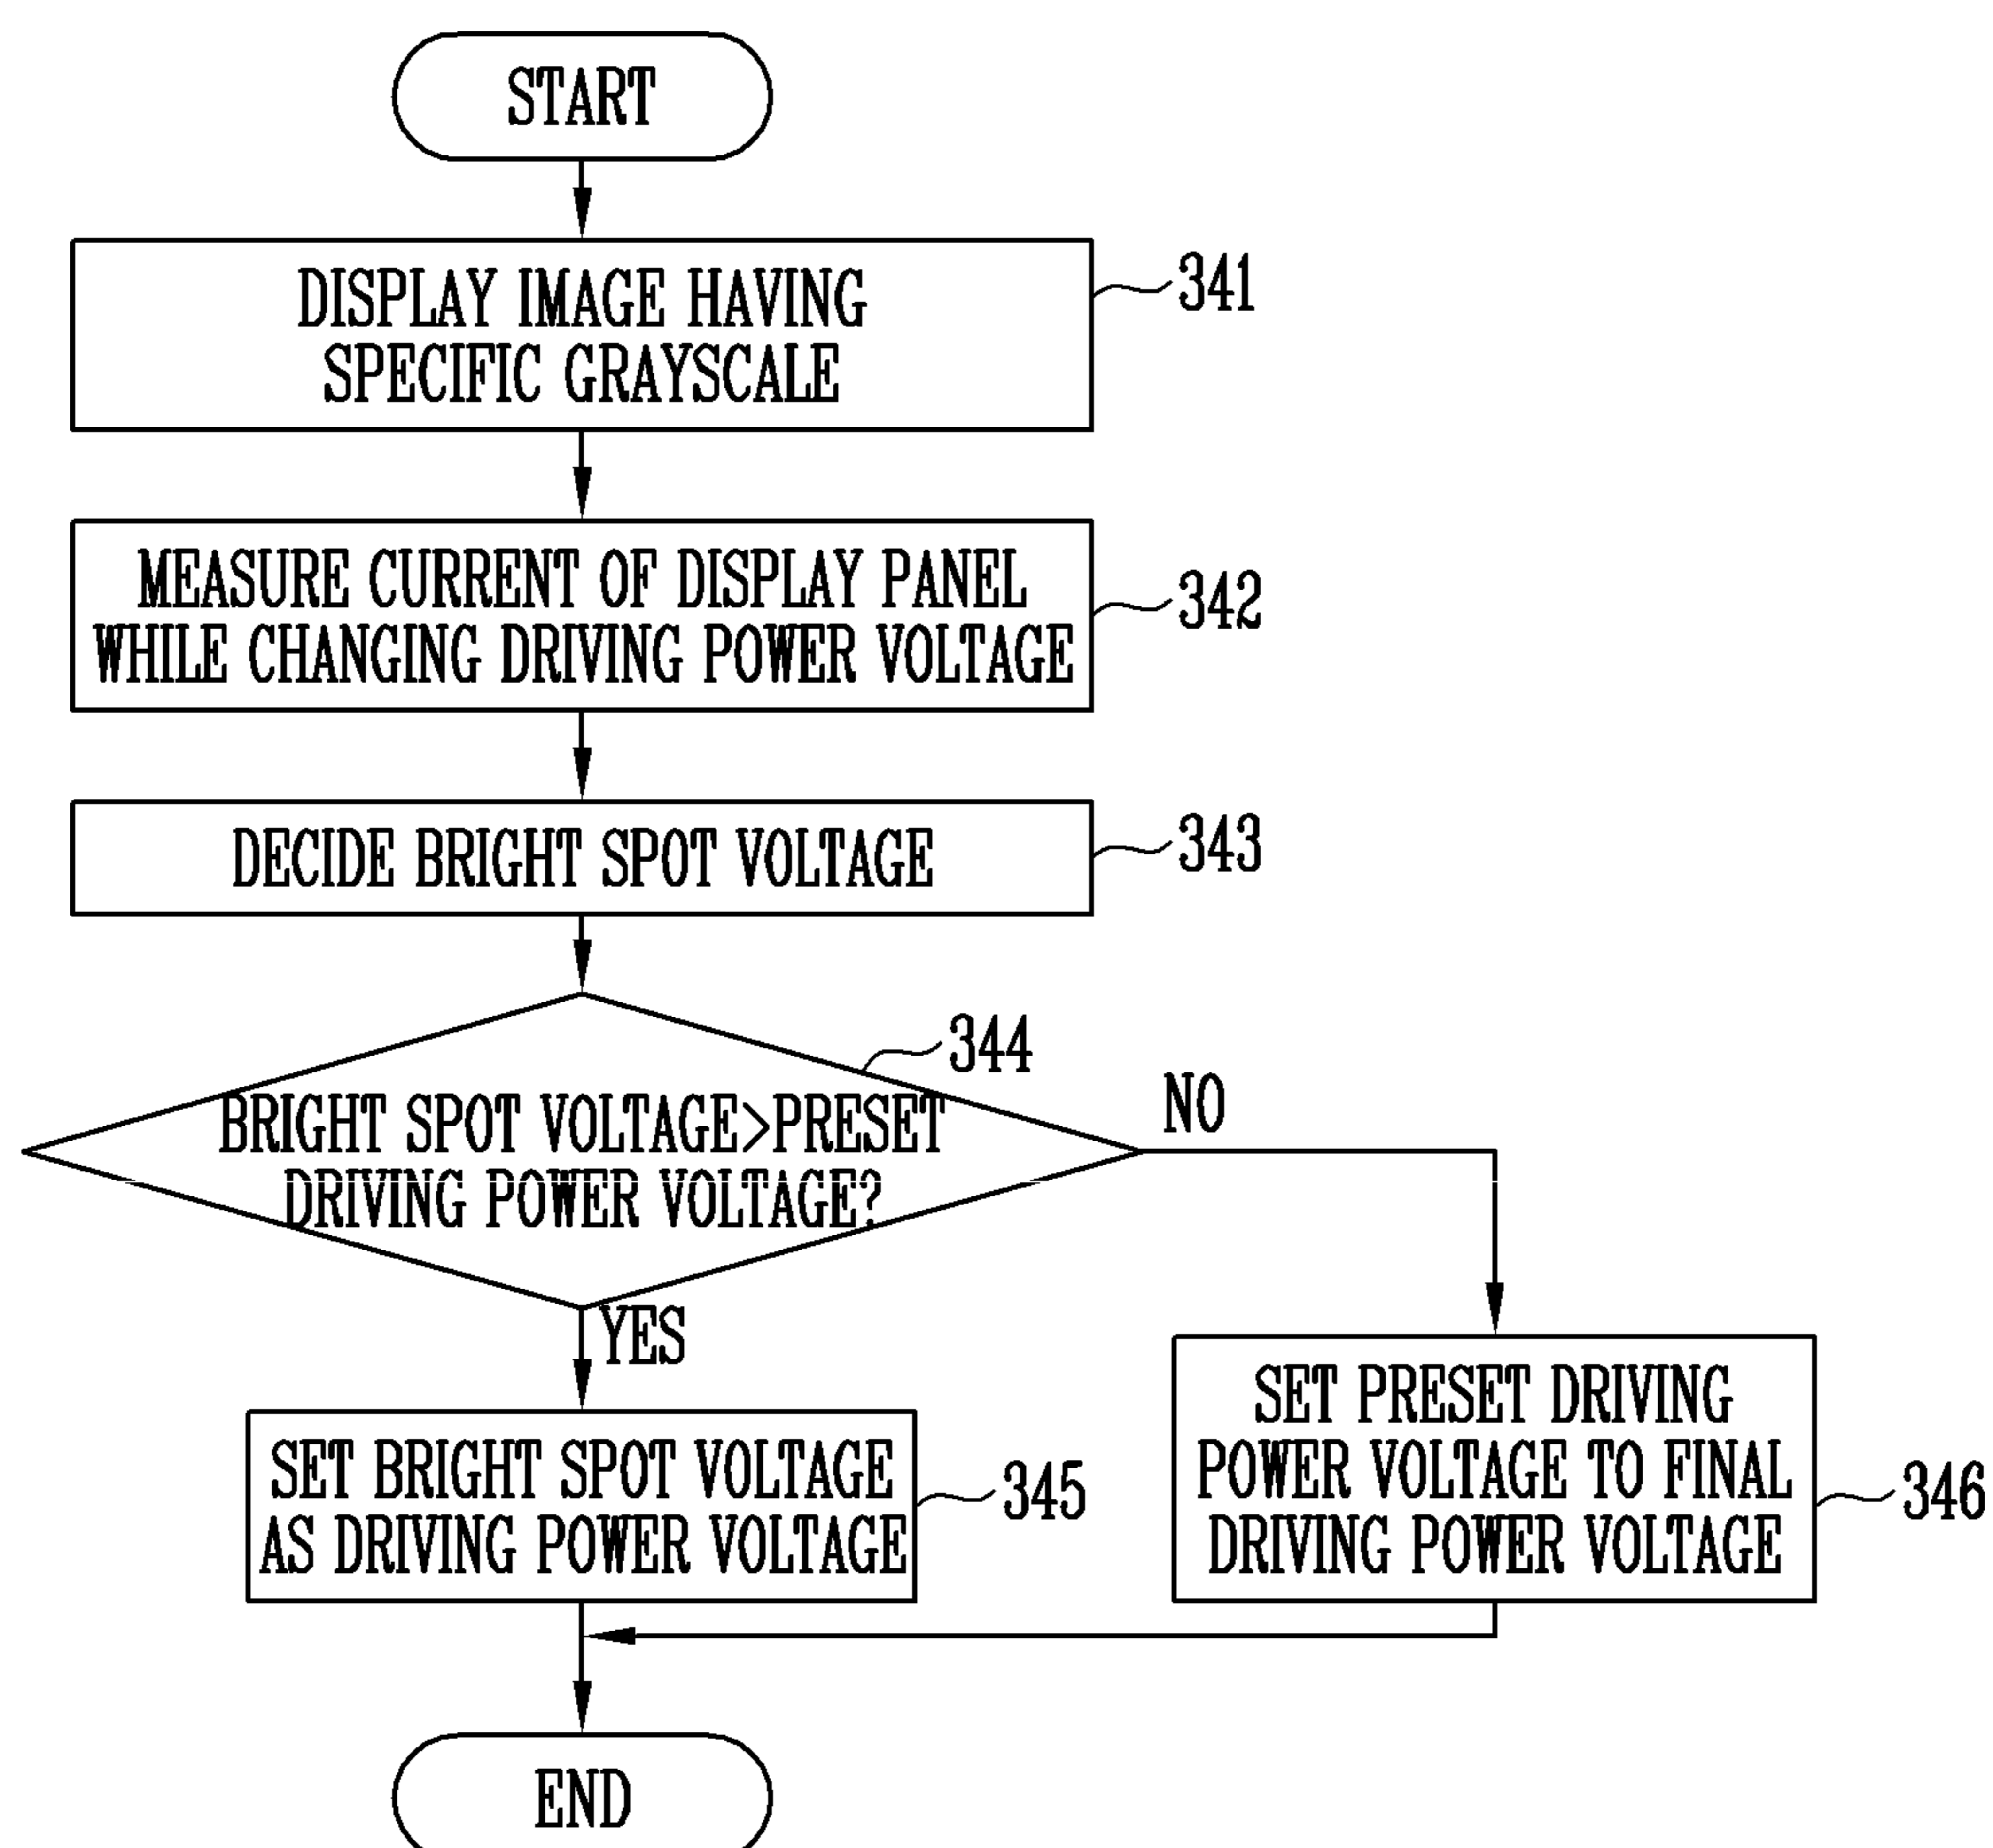 START
DISPLAY IMAGE HAVING
SPECIFIC GRAYSCALE
341
MEASURE CURRENT OF DISPLAY PANEL
WHILE CHANGING DRIVING POWER VOLTAGE
342
DECIDE BRIGHT SPOT VOLTAGE
343
344
BRIGHT SPOT VOLTAGE>PRESET
DRIVING POWER VOLTAGE?
NO
YES
SET BRIGHT SPOT VOLTAGE
AS DRIVING POWER VOLTAGE
345
SET PRESET DRIVING
POWER VOLTAGE TO FINAL
DRIVING POWER VOLTAGE
346
END